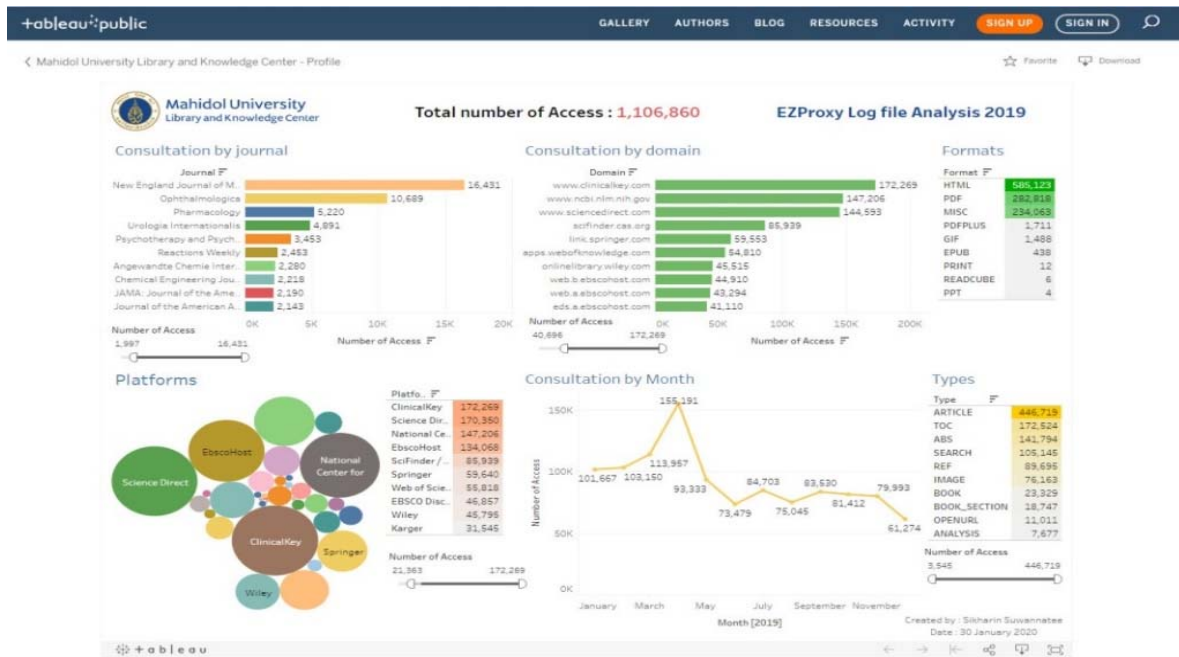 +ableau public
GALLERY AUTHORS BLOG RESOURCES ACTIVITY SIGN UP SIGN IN
Mahidol University Library and Knowledge Center - Profile
Favorite Download
Mahidol University
Library and Knowledge Center
Total number of Access : 1,106,860
EZProxy Log file Analysis 2019
Consultation by journal
Journal
New England Journal of M.. 16,431
Ophthalmologica 10,689
Pharmacology 5,220
Urologia Internationalis 4,891
Psychotherapy and Psych.. 3,453
Reactions Weekly 2,453
Angewandte Chemie Inter.. 2,280
Chemical Engineering Jou.. 2,218
JAMA: Journal of the Ame.. 2,190
Journal of the American A.. 2,143
0K 5K 10K 15K 20K
Number of Access
Number of Access
1,997 16,431
Consultation by domain
Domain
www.clinicalkey.com 172,269
www.ncbi.nlm.nih.gov 147,206
www.sciencedirect.com 144,593
scifinder.cas.org 85,939
link.springer.com 59,553
apps.webofknowledge.com 54,810
onlinelibrary.wiley.com 45,515
web.b.ebscohost.com 44,910
web.a.ebscohost.com 43,294
eds.a.ebscohost.com 41,110
0K 50K 100K 150K 200K
Number of Access
Number of Access
40,696 172,269
Formats
Format
HTML 585,123
PDF 282,818
MISC 234,063
PDFPLUS 1,711
GIF 1,488
EPUB 438
PRINT 12
READCUBE 6
PPT 4
Platforms
Science Direct
EbscoHost
National
Center for
ClinicalKey
Springer
Wiley
Platfo..
ClinicalKey 172,269
Science Dir.. 170,350
National Ce.. 147,206
EbscoHost 134,068
SciFinder /.. 85,939
Springer 59,640
Web of Scie.. 55,818
EBSCO Disc.. 46,857
Wiley 45,795
Karger 31,545
Number of Access
21,363 172,269
Consultation by Month
150K
100K
50K
0K
Number of Access
101,667
103,150
113,957
155,191
93,333
73,479
84,703
75,045
83,530
81,412
79,993
61,274
January March May July September November
Month [2019]
Types
Type
ARTICLE 446,719
TOC 172,524
ABS 141,794
SEARCH 105,145
REF 89,695
IMAGE 76,163
BOOK 23,329
BOOK_SECTION 18,747
OPENURL 11,011
ANALYSIS 7,677
Number of Access
3,545 446,719
Created by : Sikharin Suwannatee
Date : 30 January 2020
+ a b | e a u